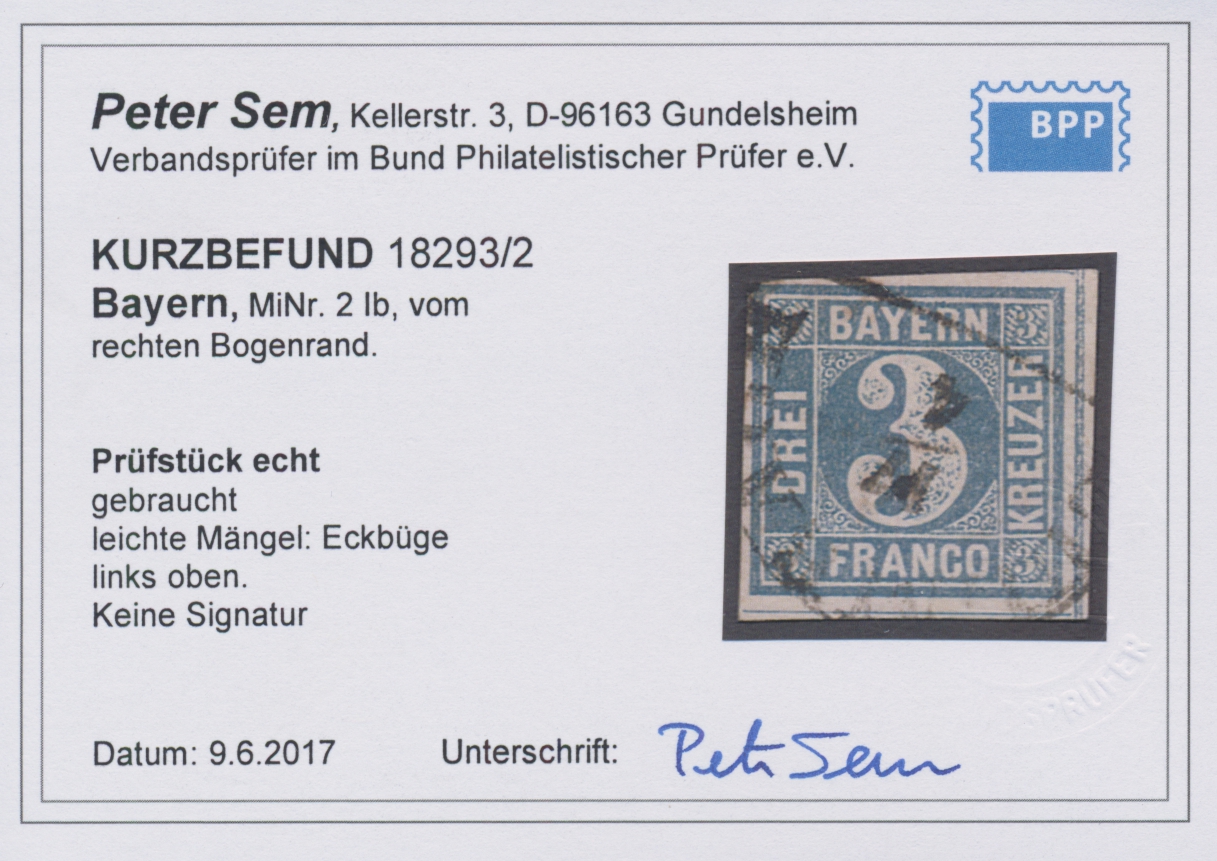 Peter Sem, Kellerstr. 3, D-96163 Gundelsheim
Verbandsprüfer im Bund Philatelistischer Prüfer e.V.
BPP
KURZBEFUND 18293/2
Bayern, MiNr. 2 Ib, vom
rechten Bogenrand.
Prüfstück echt
gebraucht
leichte Mängel: Eckbüge
links oben.
Keine Signatur
BAYERN
DREI
3
KREUZER
FRANCO
3
3
PRÜFER
Datum: 9.6.2017 Unterschrift: Peter Sem